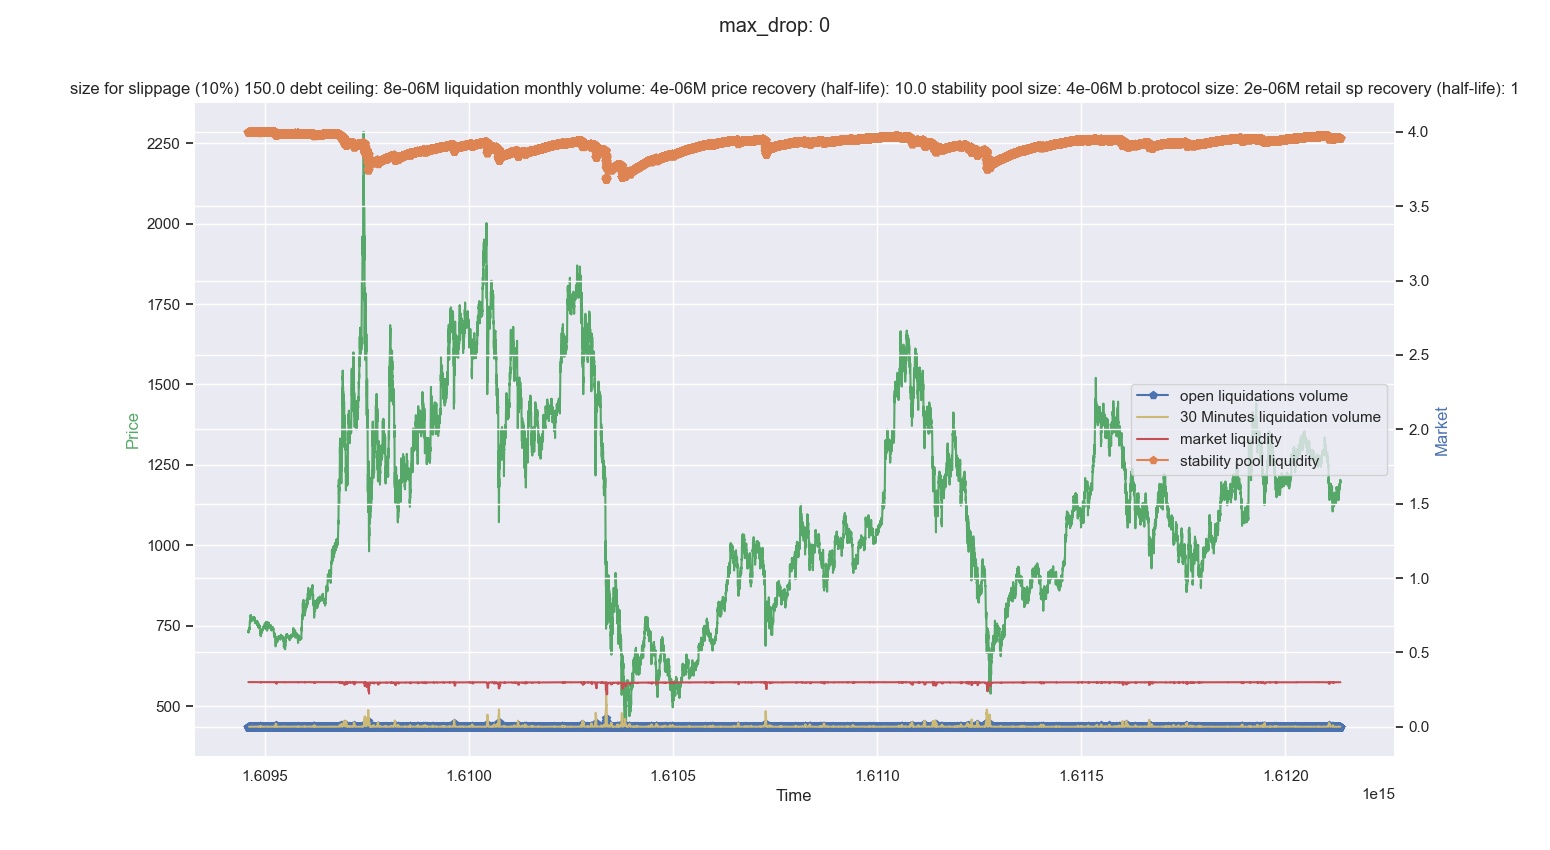 max_drop: 0
size for slippage (10%) 150.0 debt ceiling: 8e-06M liquidation monthly volume: 4e-06M price recovery (half-life): 10.0 stability pool size: 4e-06M b.protocol size: 2e-06M retail sp recovery (half-life): 1
2250
2000
1750
1500
1250
1000
750
500
Price
4.0
3.5
3.0
2.5
2.0
1.5
1.0
0.5
0.0
Market
open liquidations volume
30 Minutes liquidation volume
market liquidity
stability pool liquidity
1.6095
1.6100
1.6105
1.6110
1.6115
1.6120
1e15
Time